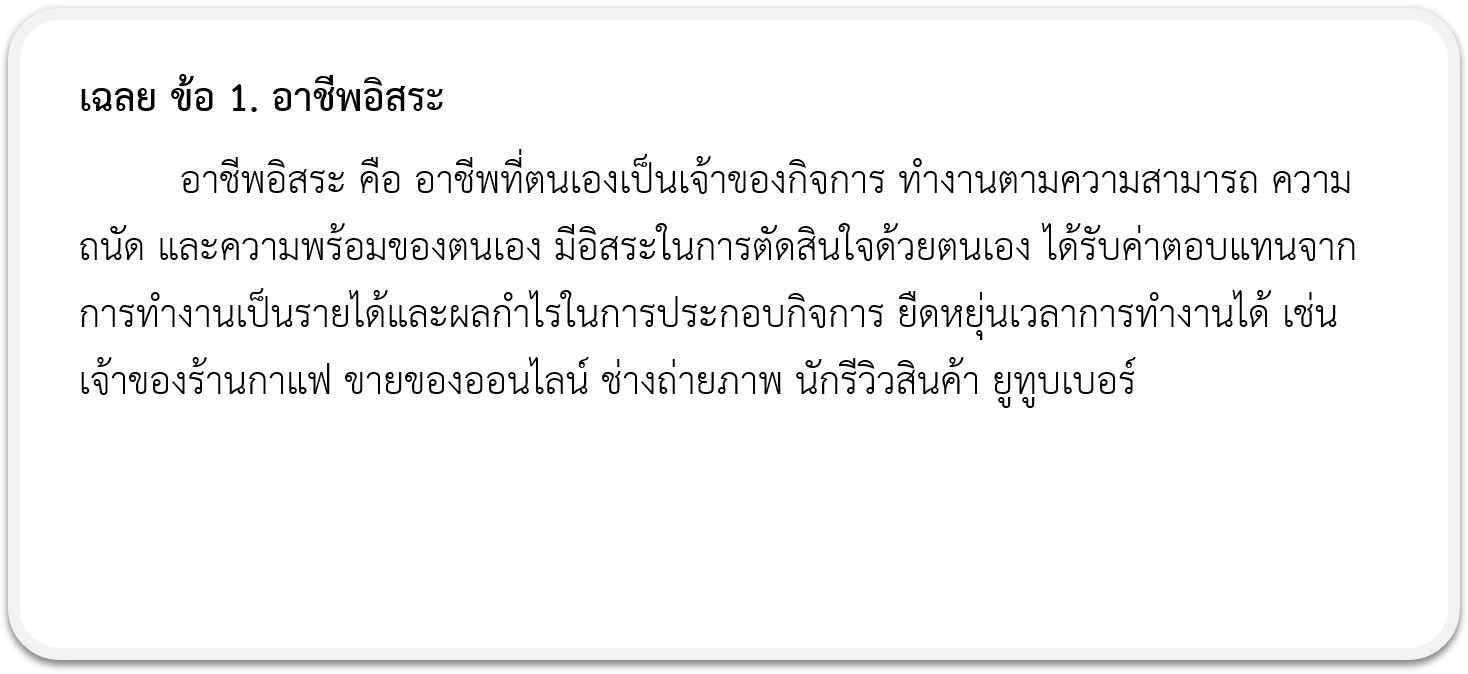 เฉลย ข้อ 1. อาชีพอิสระ
อาชีพอิสระ คือ อาชีพที่ตนเองเป็นเจ้าของกิจการ ทำงานตามความสามารถ ความ
ถนัด และความพร้อมของตนเอง มีอิสระในการตัดสินใจด้วยตนเอง ได้รับค่าตอบแทนจาก
การทำงานเป็นรายได้และผลกำไรในการประกอบกิจการ ยืดหยุ่นเวลาการทำงานได้ เช่น
เจ้าของร้านกาแฟ ขายของออนไลน์ ช่างถ่ายภาพ นักรีวิวสินค้า ยูทูบเบอร์